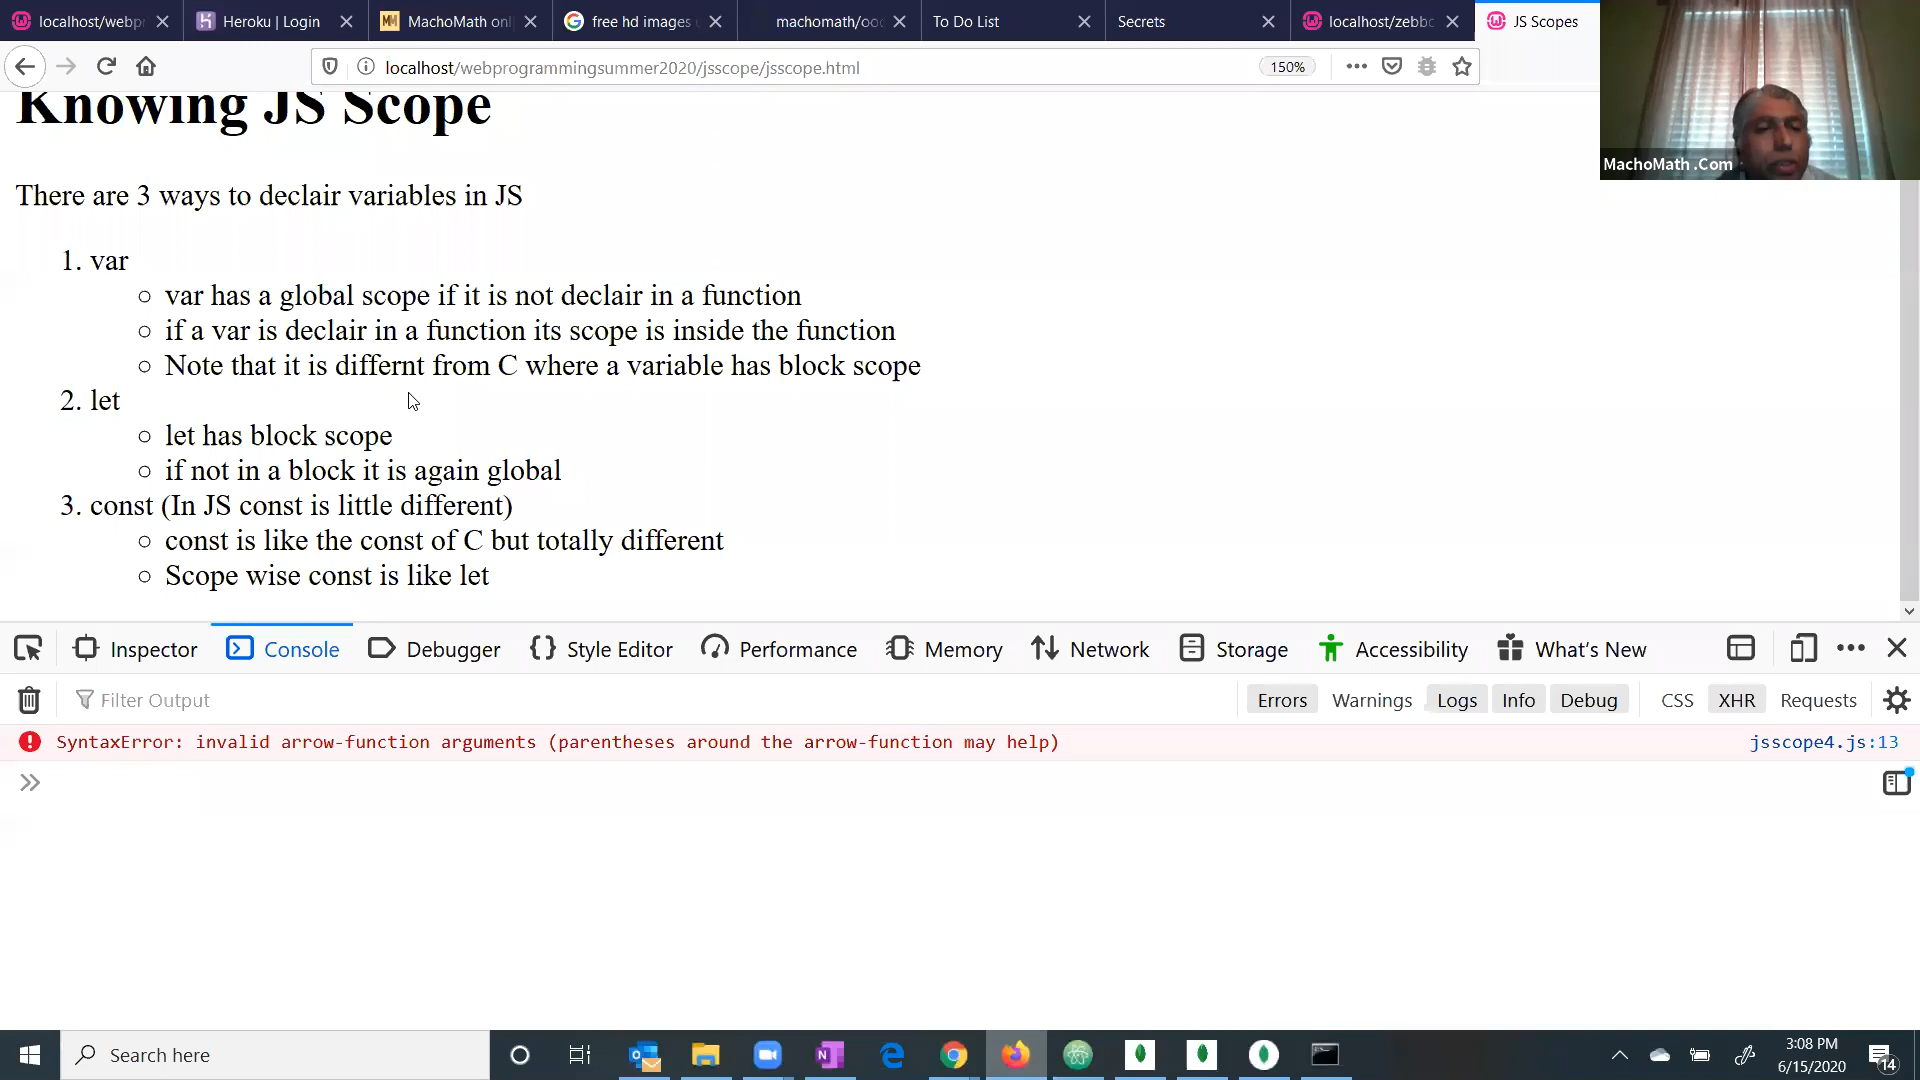 localhost/webpr
Heroku | Login
MachoMath onl
free hd images
machomath/ooc
To Do List
Secrets
localhost/zebbc
JS Scopes
localhost/webprogrammingsummer2020/jsscope/jsscope.html
150%
MachoMath .Com
Knowing JS Scope
There are 3 ways to declair variables in JS
1. var
var has a global scope if it is not declair in a function
if a var is declair in a function its scope is inside the function
Note that it is differnt from C where a variable has block scope
2. let
let has block scope
if not in a block it is again global
3. const (In JS const is little different)
const is like the const of C but totally different
Scope wise const is like let
Inspector Console Debugger Style Editor Performance Memory Network Storage Accessibility What's New
Filter Output
Errors Warnings Logs Info Debug CSS XHR Requests
SyntaxError: invalid arrow-function arguments (parentheses around the arrow-function may help) jsscope4.js:13
Search here
3:08 PM
6/15/2020
14